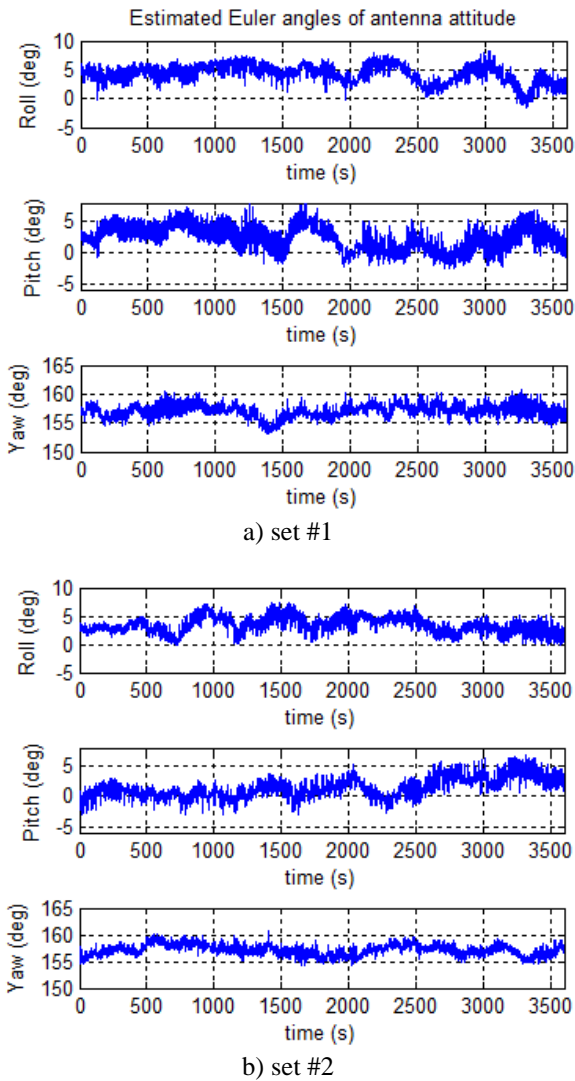 Estimated Euler angles of antenna attitude
10
5
0
-5
Roll (deg)
0 500 1000 1500 2000 2500 3000 3500
time (s)
5
0
-5
Pitch (deg)
0 500 1000 1500 2000 2500 3000 3500
time (s)
165
160
155
150
Yaw (deg)
0 500 1000 1500 2000 2500 3000 3500
time (s)
a) set #1
10
5
0
-5
Roll (deg)
0 500 1000 1500 2000 2500 3000 3500
time (s)
5
0
-5
Pitch (deg)
0 500 1000 1500 2000 2500 3000 3500
time (s)
165
160
155
150
Yaw (deg)
0 500 1000 1500 2000 2500 3000 3500
time (s)
b) set #2